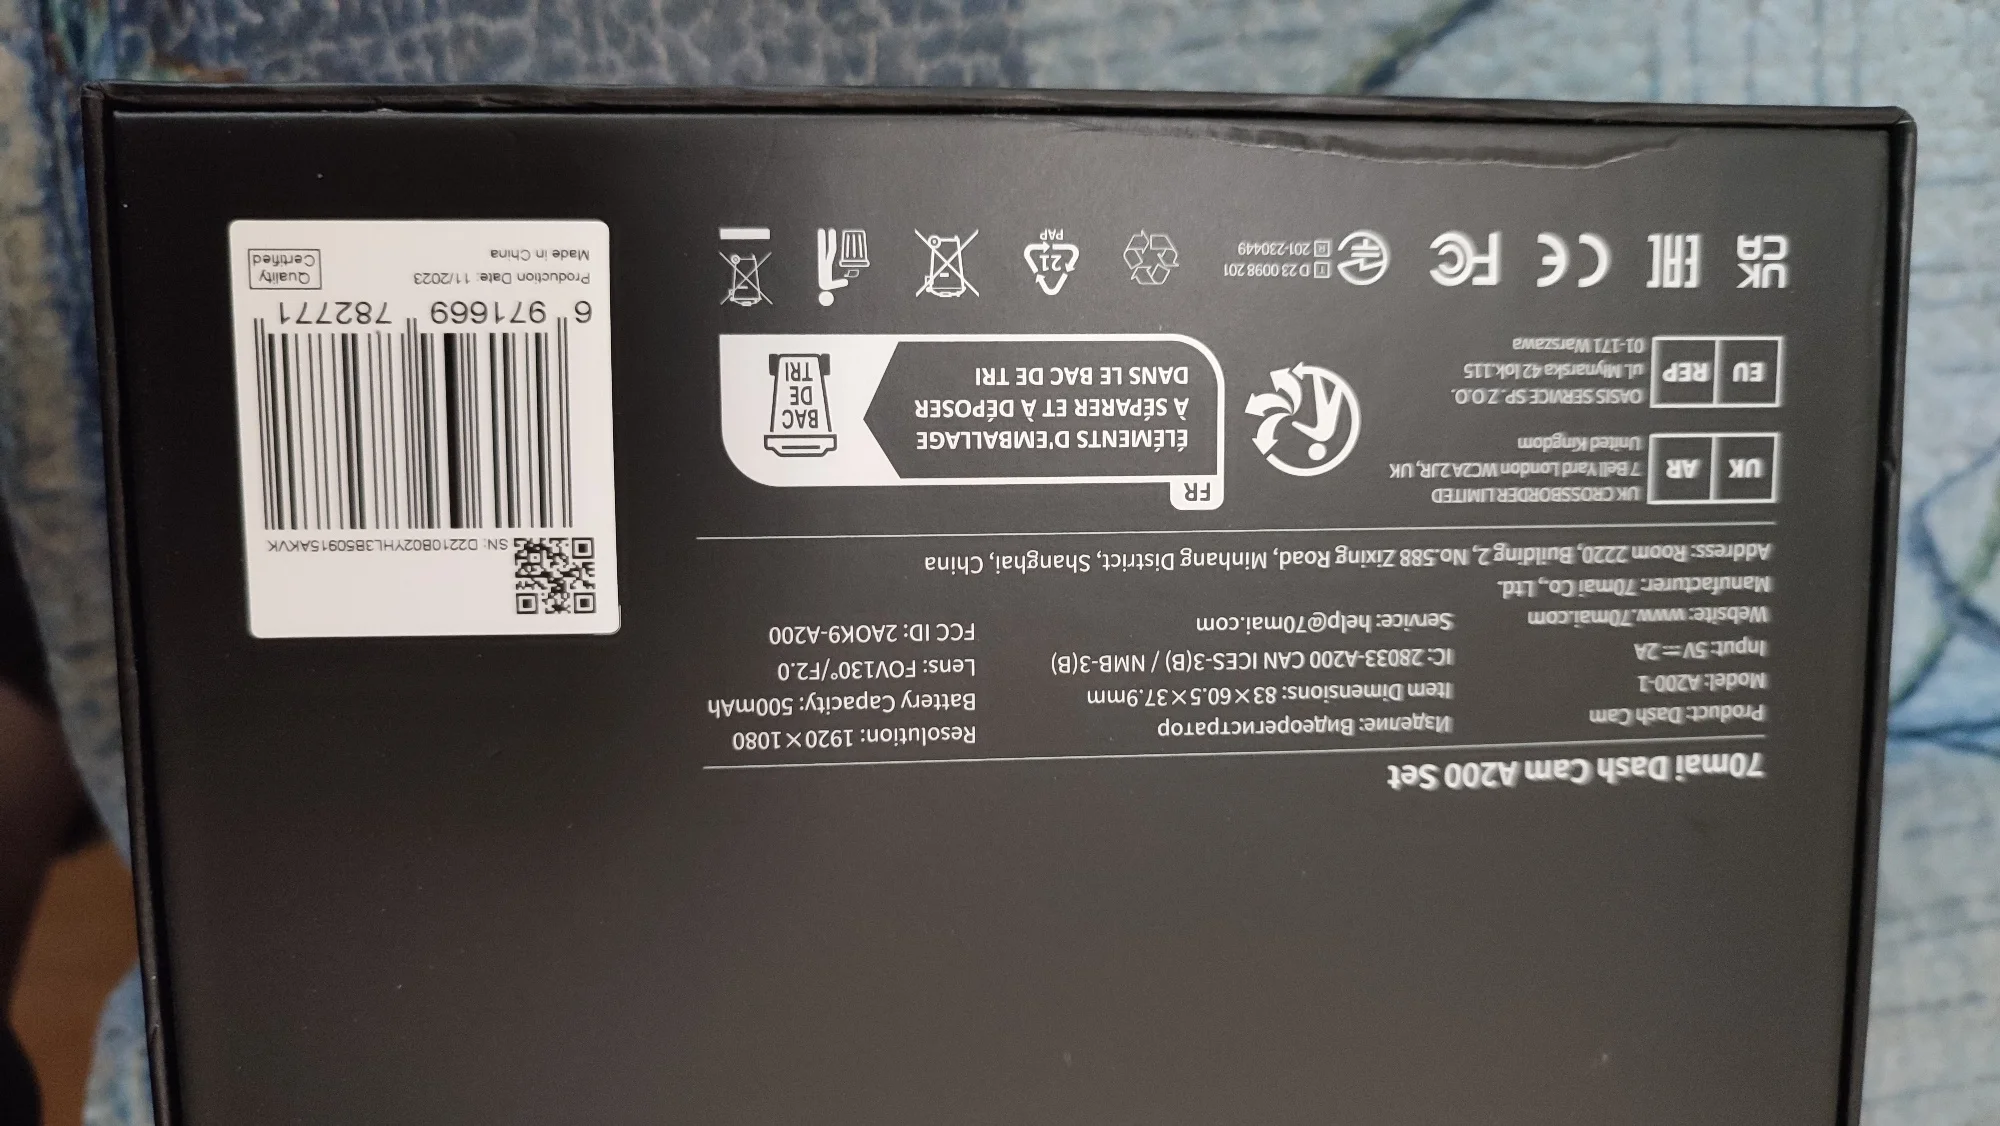 70mai Dash Cam A200 Set
Product: Dash Cam
Model: A200-1
Input: 5V⎓2A
Website: www.70mai.com
Manufacturer: 70mai Co., Ltd.
Address: Room 2220, Building 2, No.588 Zixing Road, Minhang District, Shanghai, China
Изделие: Видеорегистратор
Item Dimensions: 83×60.5×37.9mm
IC: 28033-A200 CAN ICES-3(B) / NMB-3(B)
Service: help@70mai.com
Resolution: 1920×1080
Battery Capacity: 500mAh
Lens: FOV130°/F2.0
FCC ID: 2AOK9-A200
UK AR
UK CROSSBORDER LIMITED
7 Bell Yard London WC2A 2JR, UK
United Kingdom
EU REP
OASIS SERVICE SP. Z O.O.
ul. Młynarska 42 lok.115
01-171 Warszawa
FR
ÉLÉMENTS D'EMBALLAGE
À SÉPARER ET À DÉPOSER
DANS LE BAC DE TRI
BAC
DE
TRI
UK
CA
EAC
CE
FC
T D 23 0098 201
H 201-230449
21
PAP
SN: D2210802YHL3850915AKVK
6 971669 782771
Production Date: 11/2023
Made in China
Quality
Certified